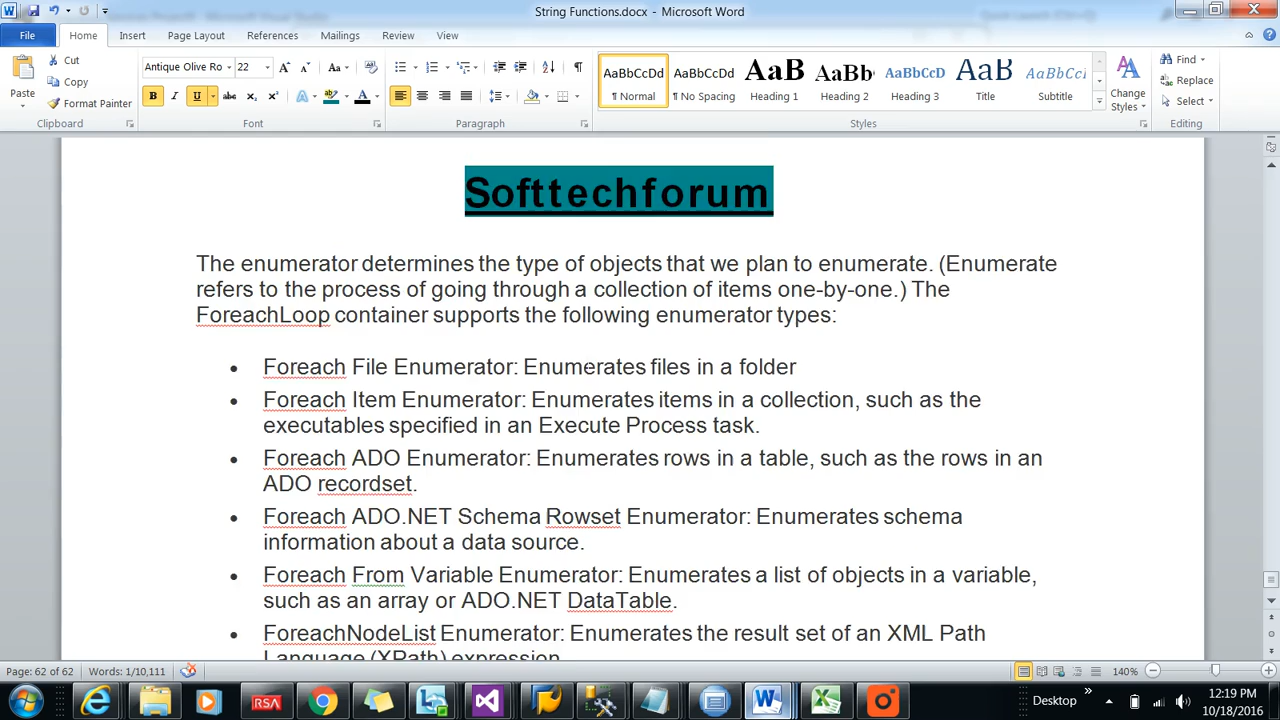 String Functions.docx - Microsoft Word
File Home Insert Page Layout References Mailings Review View
Cut
Copy
Format Painter
Paste
Clipboard
Antique Olive Ro 22
Font
Paragraph
AaBbCcDd AaBbCcDd AaB AaBb AaBbCcD AaB AaBbCcL
¶ Normal ¶ No Spacing Heading 1 Heading 2 Heading 3 Title Subtitle
Change Styles
Styles
Find
Replace
Select
Editing
Softtechforum
The enumerator determines the type of objects that we plan to enumerate. (Enumerate
refers to the process of going through a collection of items one-by-one.) The
ForeachLoop container supports the following enumerator types:
• Foreach File Enumerator: Enumerates files in a folder
• Foreach Item Enumerator: Enumerates items in a collection, such as the
executables specified in an Execute Process task.
• Foreach ADO Enumerator: Enumerates rows in a table, such as the rows in an
ADO recordset.
• Foreach ADO.NET Schema Rowset Enumerator: Enumerates schema
information about a data source.
• Foreach From Variable Enumerator: Enumerates a list of objects in a variable,
such as an array or ADO.NET DataTable.
• ForeachNodeList Enumerator: Enumerates the result set of an XML Path
Language (XPath) expression
Page: 62 of 62 Words: 1/10,111 140%
RSA
Desktop
12:19 PM
10/18/2016